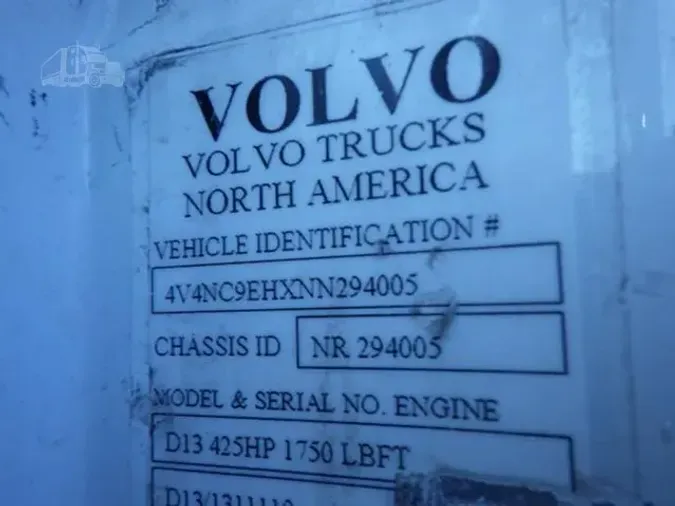 VOLVO
VOLVO TRUCKS
NORTH AMERICA
VEHICLE IDENTIFICATION #
4V4NC9EHXNN294005
CHASSIS ID NR 294005
MODEL & SERIAL NO. ENGINE
D13 425HP 1750 LBFT